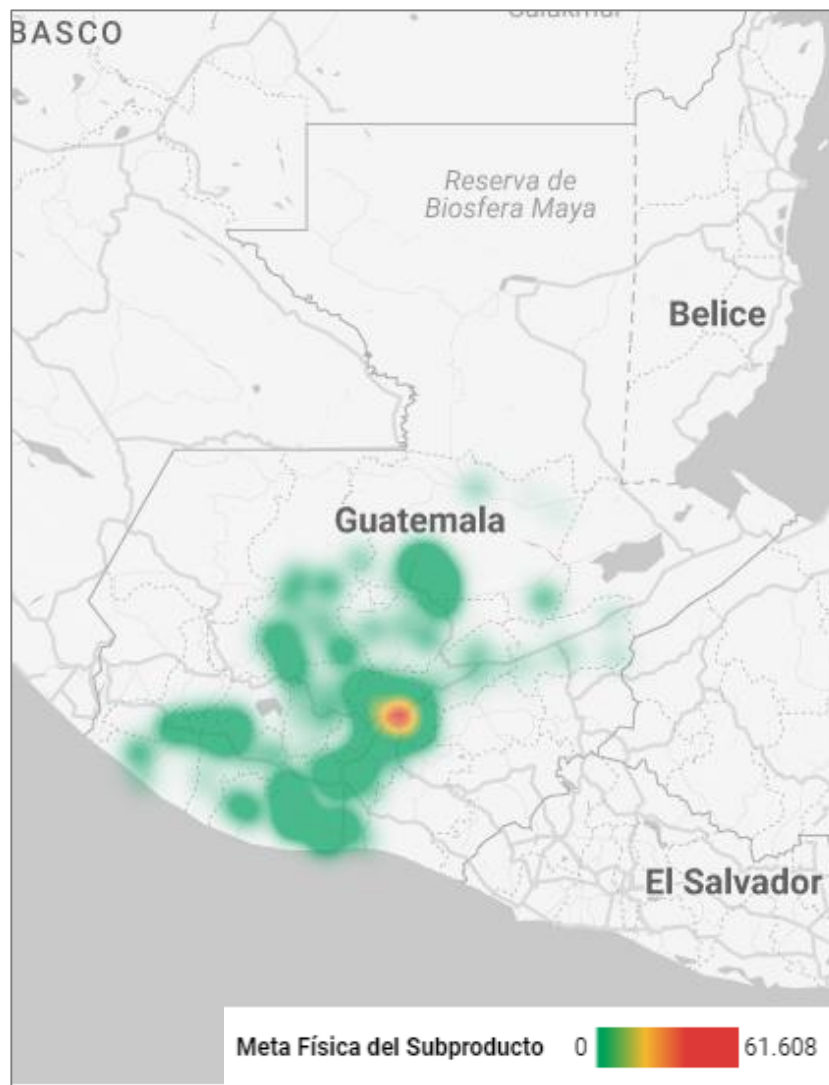 BASCO
Reserva de
Biosfera Maya
Belice
Guatemala
El Salvador
Meta Física del Subproducto 0 61.608